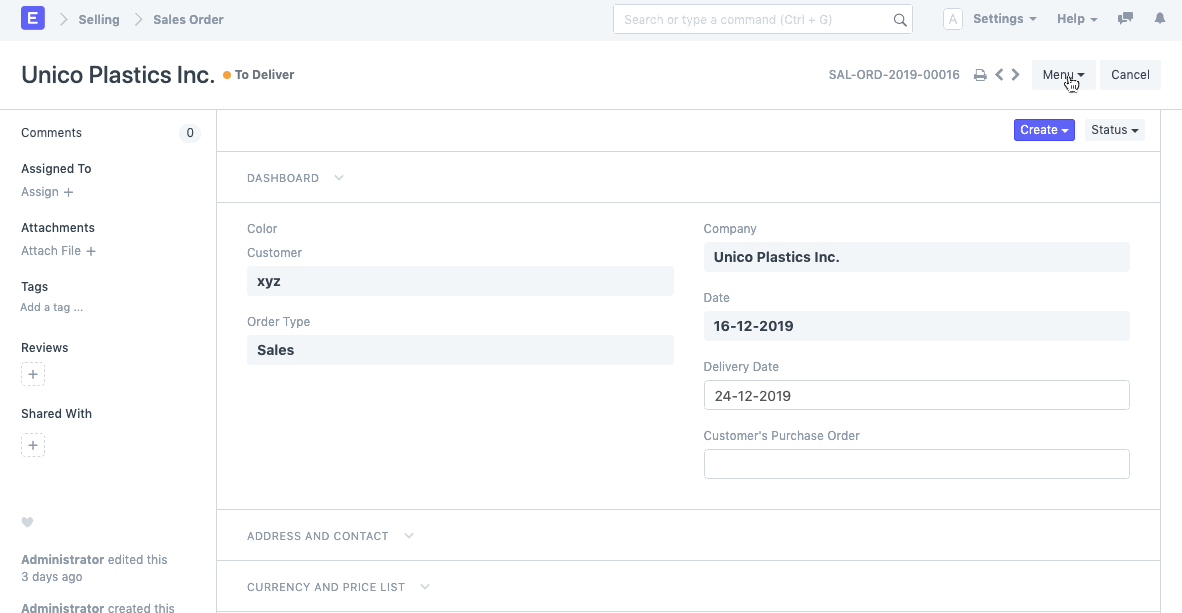 E Selling Sales Order Search or type a command (Ctrl + G) A Settings Help
Unico Plastics Inc. To Deliver SAL-ORD-2019-00016 Menu Cancel
Comments 0
Assigned To
Assign +
Attachments
Attach File +
Tags
Add a tag ...
Reviews
+
Shared With
+
Administrator edited this
3 days ago
Administrator created this
Create Status
DASHBOARD
Color
Customer
xyz
Order Type
Sales
Company
Unico Plastics Inc.
Date
16-12-2019
Delivery Date
24-12-2019
Customer's Purchase Order
ADDRESS AND CONTACT
CURRENCY AND PRICE LIST